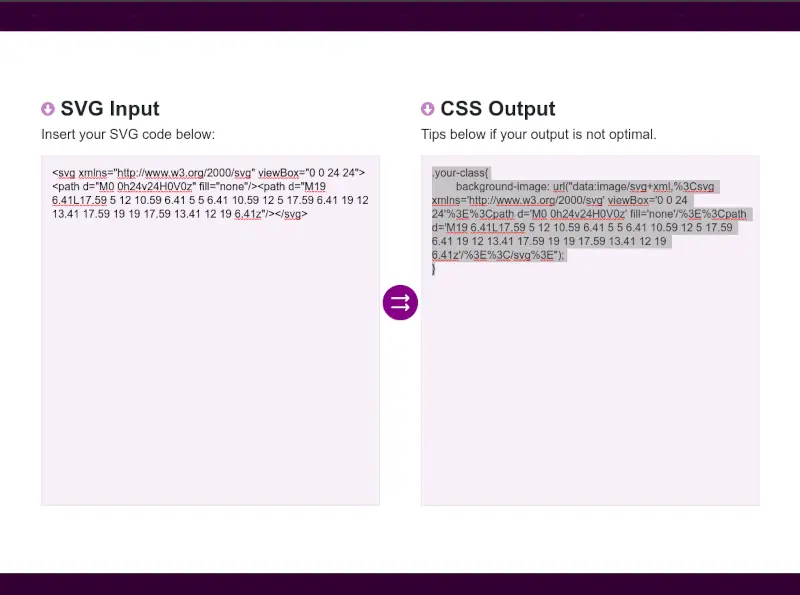 SVG Input
Insert your SVG code below:
<svg xmlns="http://www.w3.org/2000/svg" viewBox="0 0 24 24">
<path d="M0 0h24v24H0V0z" fill="none"/><path d="M19
6.41L17.59 5 12 10.59 6.41 5 5 6.41 10.59 12 5 17.59 6.41 19 12
13.41 17.59 19 19 17.59 13.41 12 19 6.41z"/></svg>
CSS Output
Tips below if your output is not optimal.
.your-class{
background-image: url("data:image/svg+xml,%3Csvg
xmlns='http://www.w3.org/2000/svg' viewBox='0 0 24
24'%3E%3Cpath d='M0 0h24v24H0V0z' fill='none'/%3E%3Cpath
d='M19 6.41L17.59 5 12 10.59 6.41 5 5 6.41 10.59 12 5 17.59
6.41 19 12 13.41 17.59 19 19 17.59 13.41 12 19
6.41z'/%3E%3C/svg%3E");
}